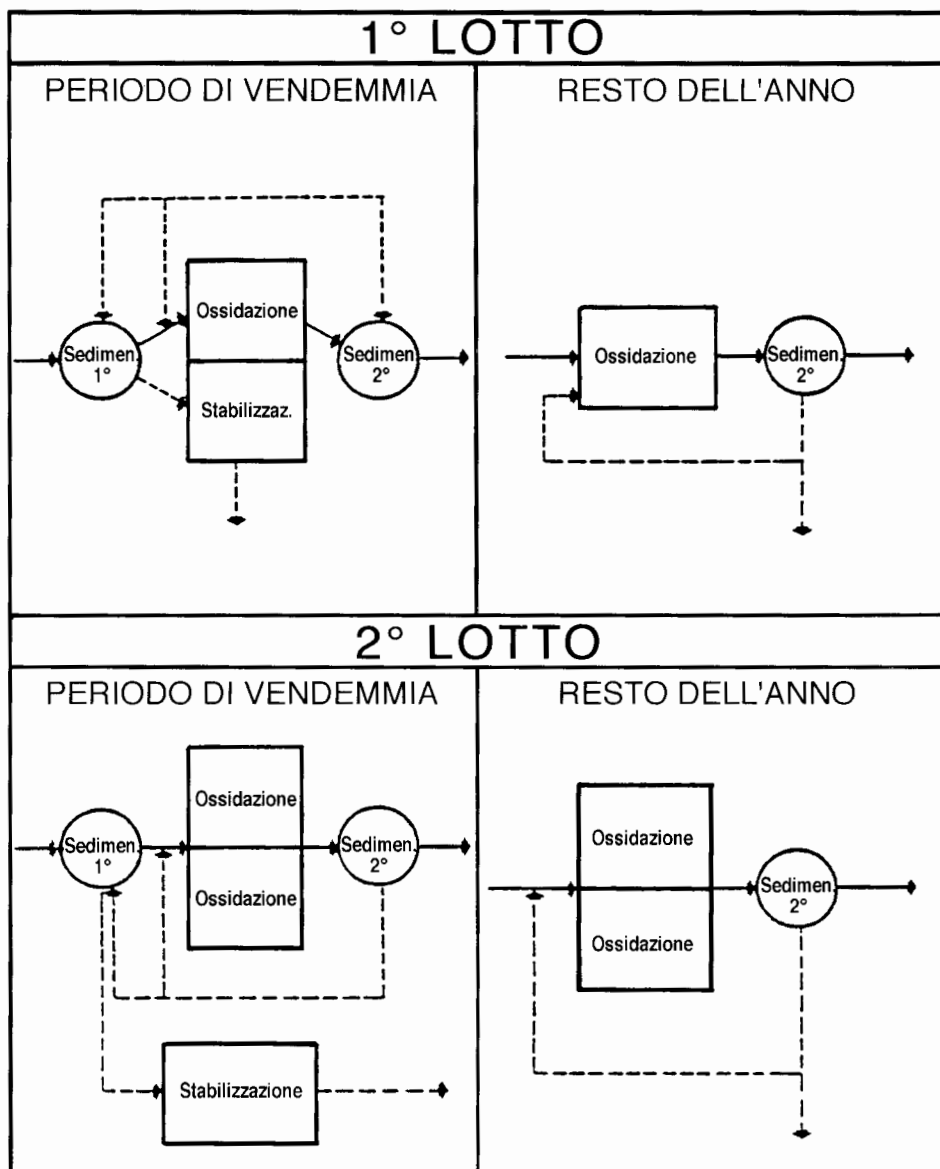 1° LOTTO
PERIODO DI VENDEMMIA
RESTO DELL'ANNO
Ossidazione
Sedimen.
1°
Sedimen.
2°
Stabilizzaz.
Ossidazione
Sedimen.
2°
2° LOTTO
PERIODO DI VENDEMMIA
RESTO DELL'ANNO
Ossidazione
Sedimen.
1°
Sedimen.
2°
Ossidazione
Stabilizzazione
Ossidazione
Sedimen.
2°
Ossidazione